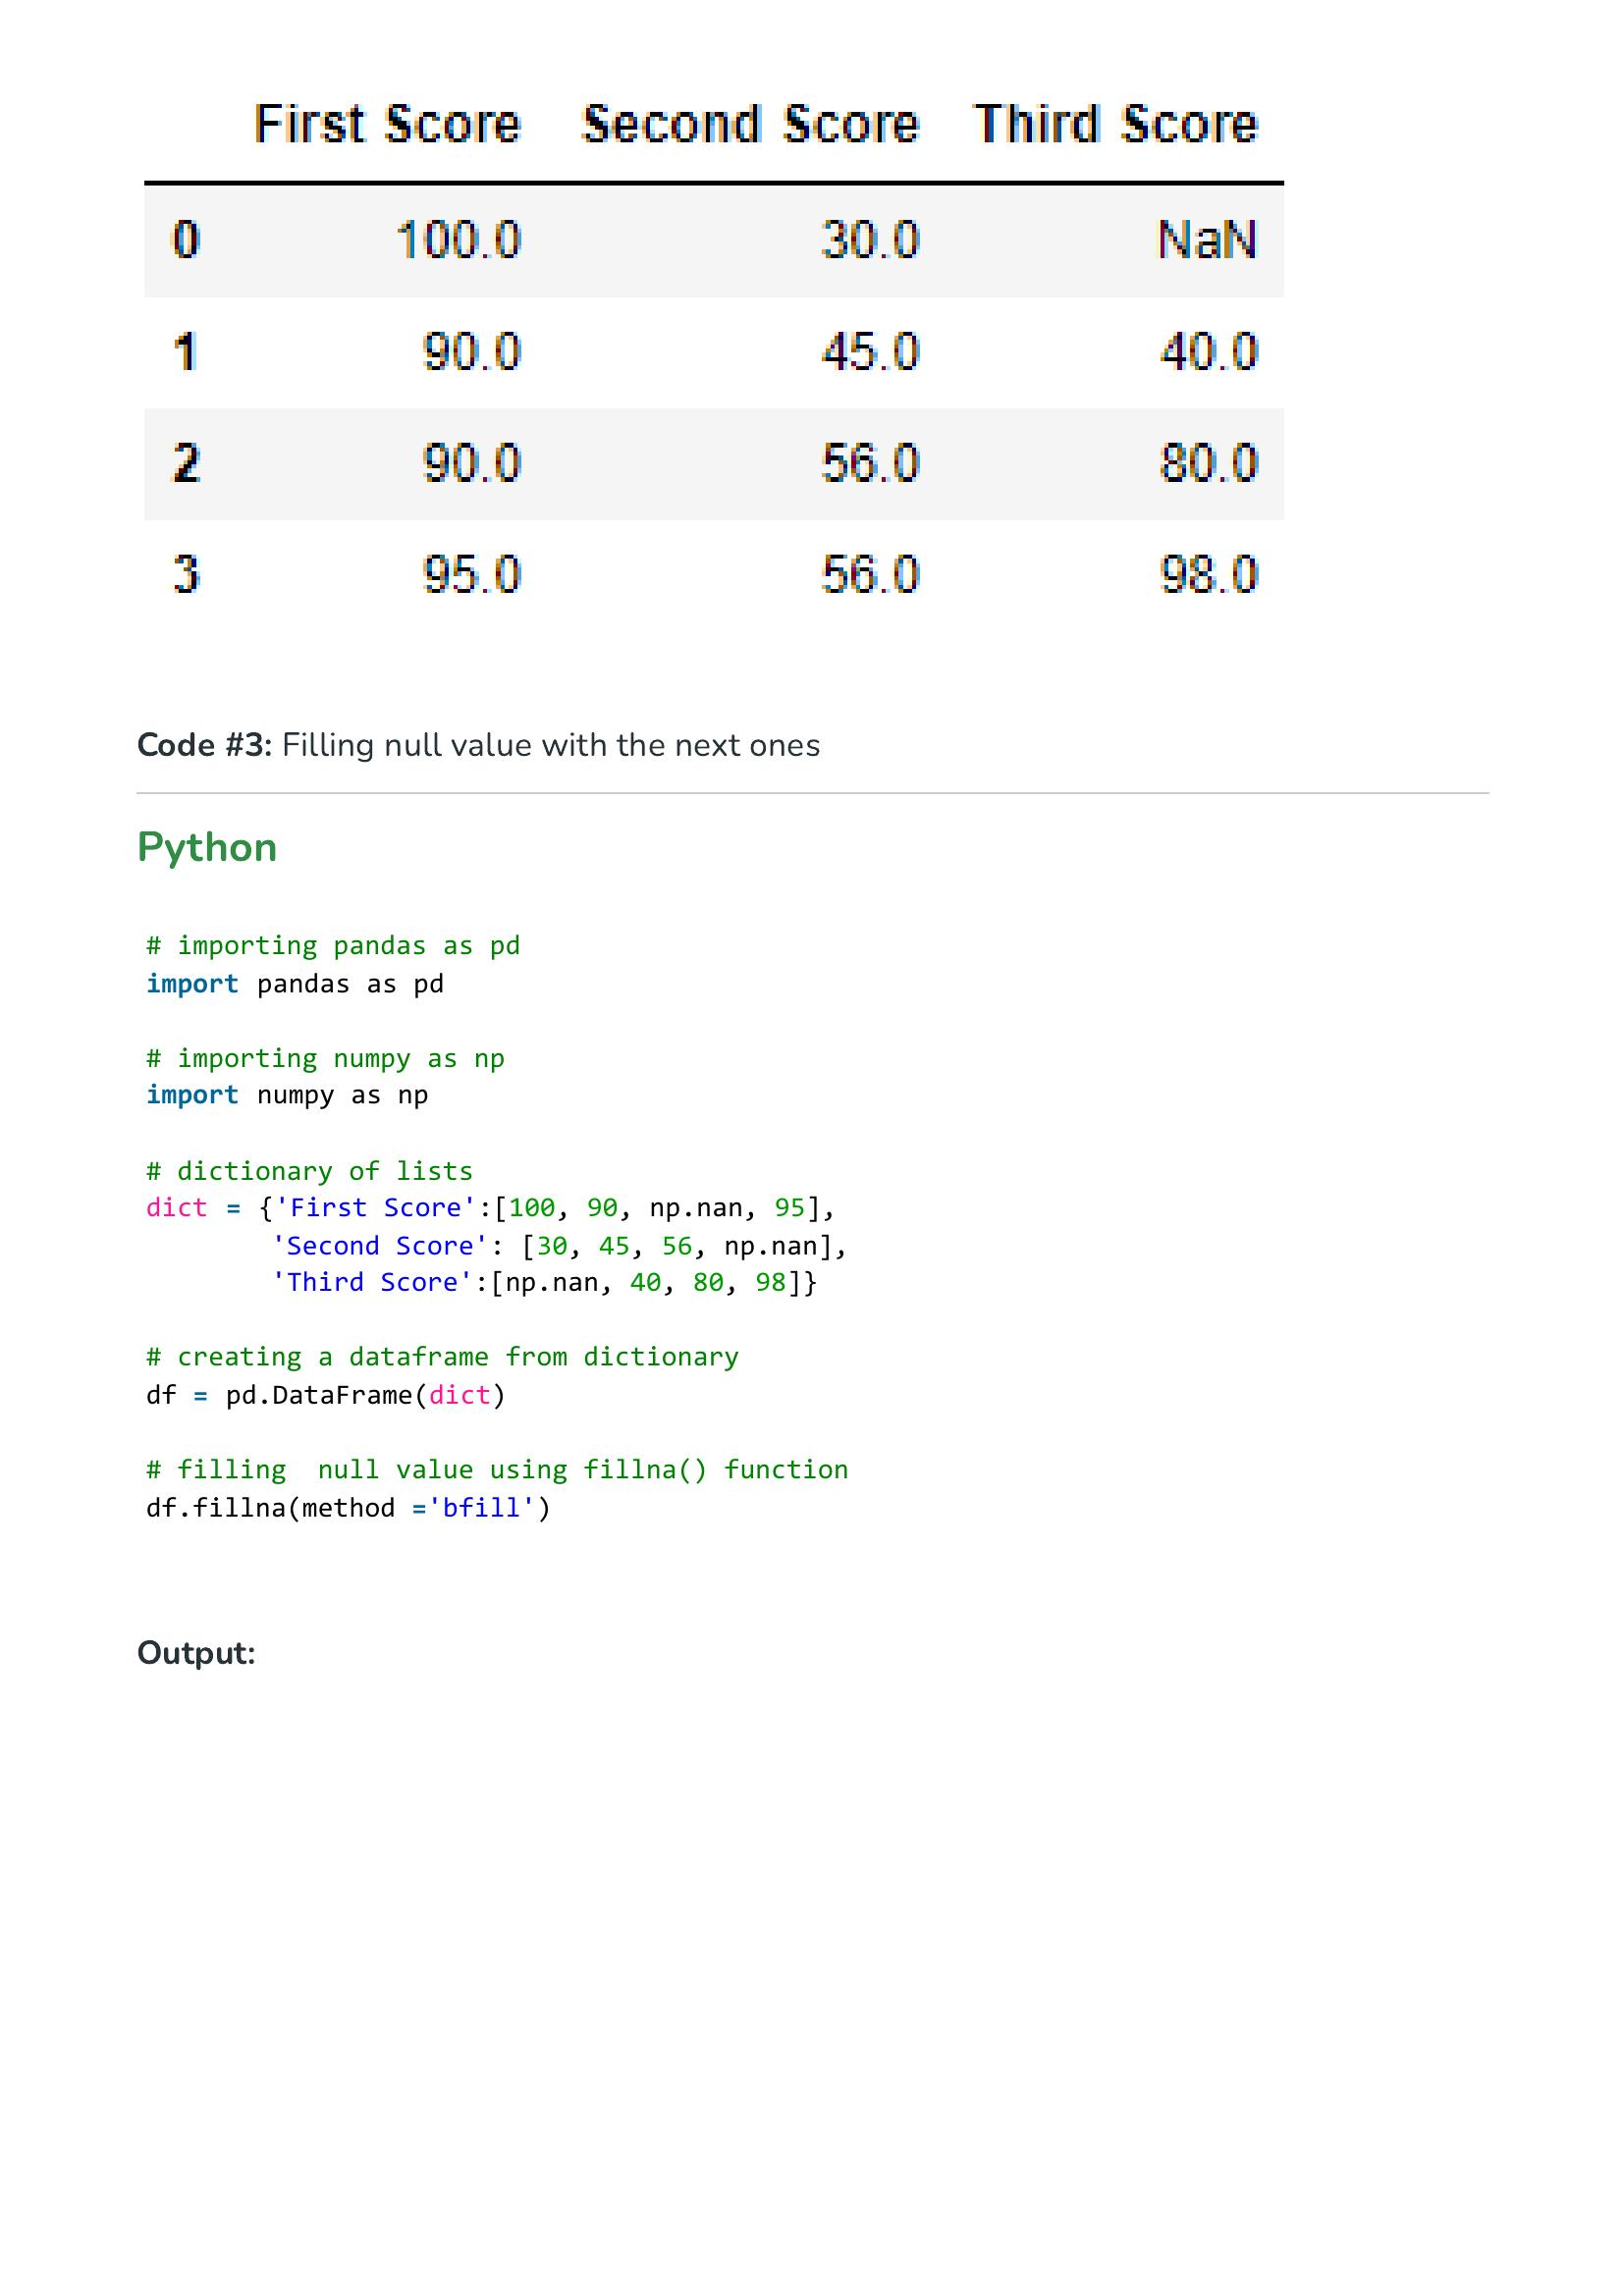 First Score Second Score Third Score
0 100.0 30.0 NaN
1 90.0 45.0 40.0
2 90.0 56.0 80.0
3 95.0 56.0 98.0
Code #3: Filling null value with the next ones
Python
# importing pandas as pd
import pandas as pd
# importing numpy as np
import numpy as np
# dictionary of lists
dict = {'First Score':[100, 90, np.nan, 95],
'Second Score': [30, 45, 56, np.nan],
'Third Score':[np.nan, 40, 80, 98]}
# creating a dataframe from dictionary
df = pd.DataFrame(dict)
# filling  null value using fillna() function
df.fillna(method ='bfill')
Output: